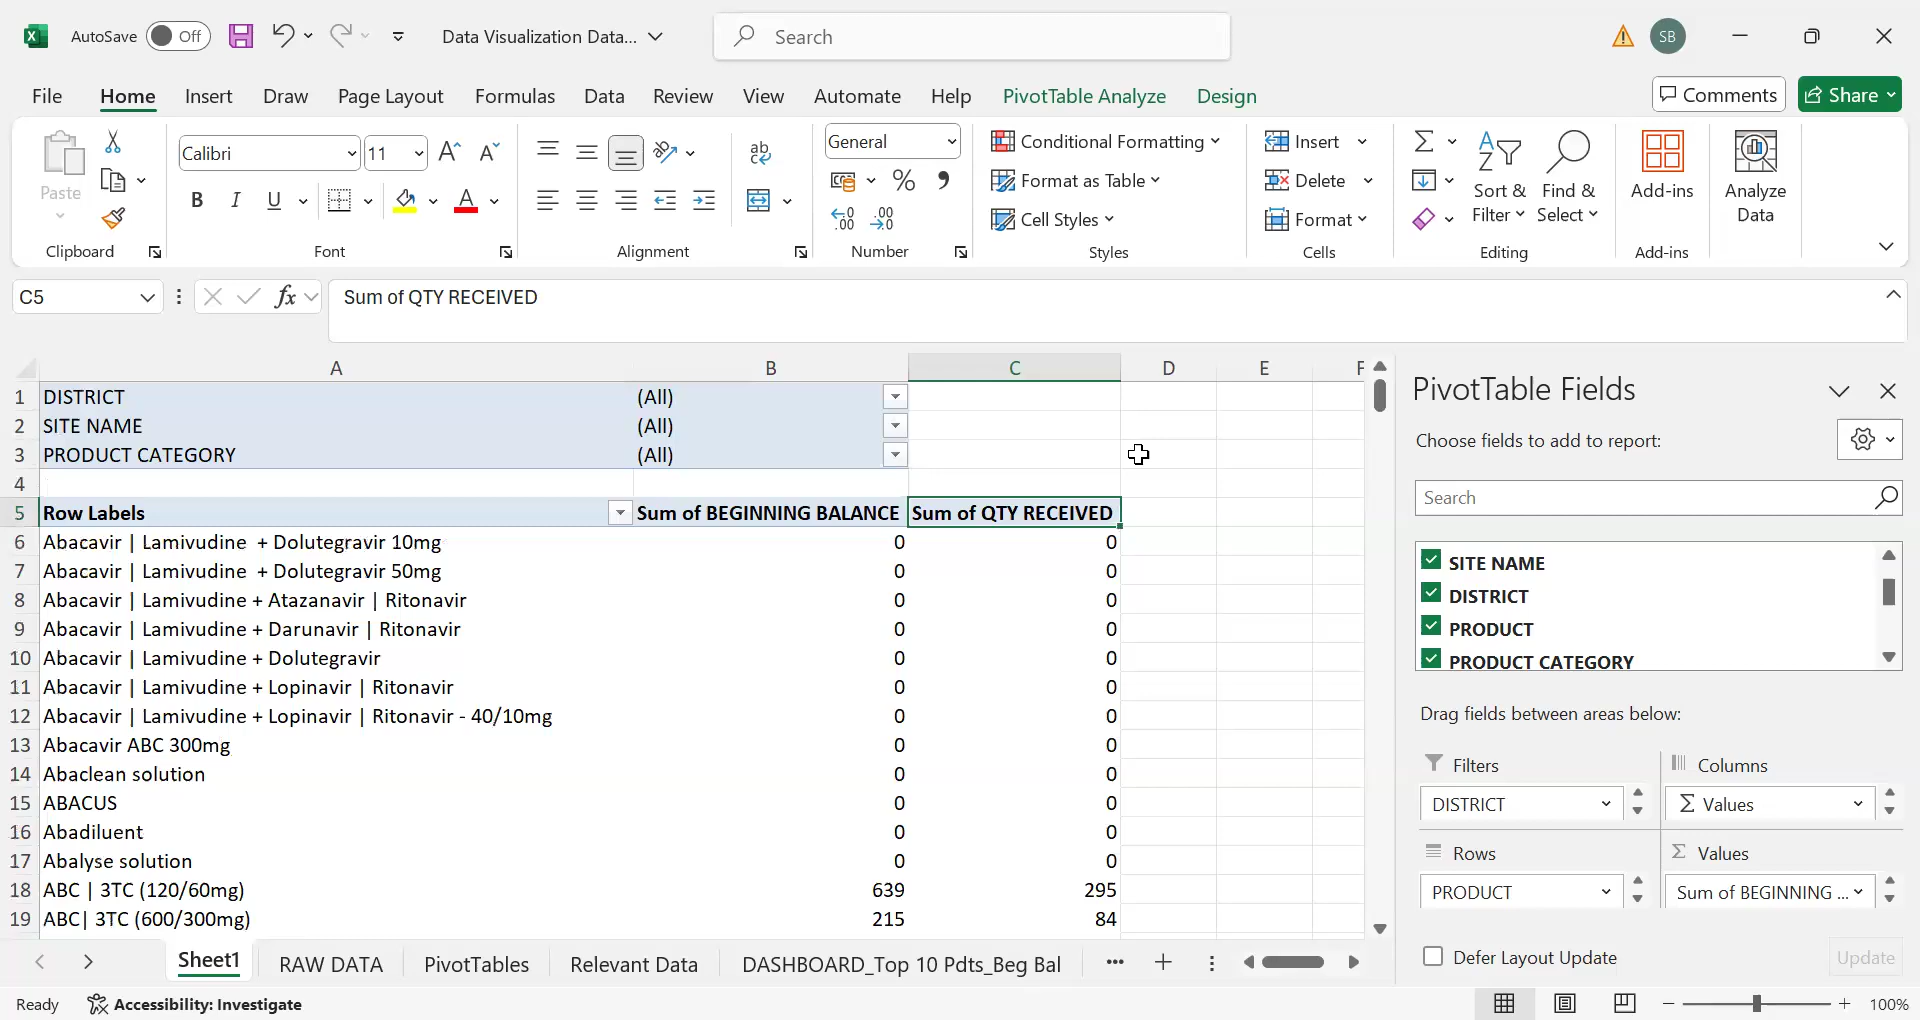 AutoSave Off Data Visualization Data... Search SB
File Home Insert Draw Page Layout Formulas Data Review View Automate Help PivotTable Analyze Design Comments Share
Paste
Clipboard
Calibri 11
B I U A
Font
ab
c
Alignment
General
% 9
.00 .00
Number
Conditional Formatting
Format as Table
Cell Styles
Styles
Insert
Delete
Format
Cells
Sort &
Filter
Find &
Select
Editing
Add-ins
Add-ins
Analyze
Data
C5 fx Sum of QTY RECEIVED
A B C D E F
1 DISTRICT (All)
2 SITE NAME (All)
3 PRODUCT CATEGORY (All)
4
5 Row Labels Sum of BEGINNING BALANCE Sum of QTY RECEIVED
6 Abacavir | Lamivudine  + Dolutegravir 10mg 0 0
7 Abacavir | Lamivudine  + Dolutegravir 50mg 0 0
8 Abacavir | Lamivudine + Atazanavir | Ritonavir 0 0
9 Abacavir | Lamivudine + Darunavir | Ritonavir 0 0
10 Abacavir | Lamivudine + Dolutegravir 0 0
11 Abacavir | Lamivudine + Lopinavir | Ritonavir 0 0
12 Abacavir | Lamivudine + Lopinavir | Ritonavir - 40/10mg 0 0
13 Abacavir ABC 300mg 0 0
14 Abaclean solution 0 0
15 ABACUS 0 0
16 Abadiluent 0 0
17 Abalyse solution 0 0
18 ABC | 3TC (120/60mg) 639 295
19 ABC| 3TC (600/300mg) 215 84
PivotTable Fields
Choose fields to add to report:
Search
SITE NAME
DISTRICT
PRODUCT
PRODUCT CATEGORY
Drag fields between areas below:
Filters
DISTRICT
Columns
Σ Values
Rows
PRODUCT
Σ Values
Sum of BEGINNING ...
Defer Layout Update Update
Sheet1 RAW DATA PivotTables Relevant Data DASHBOARD_Top 10 Pdts_Beg Bal ...
Ready Accessibility: Investigate 100%